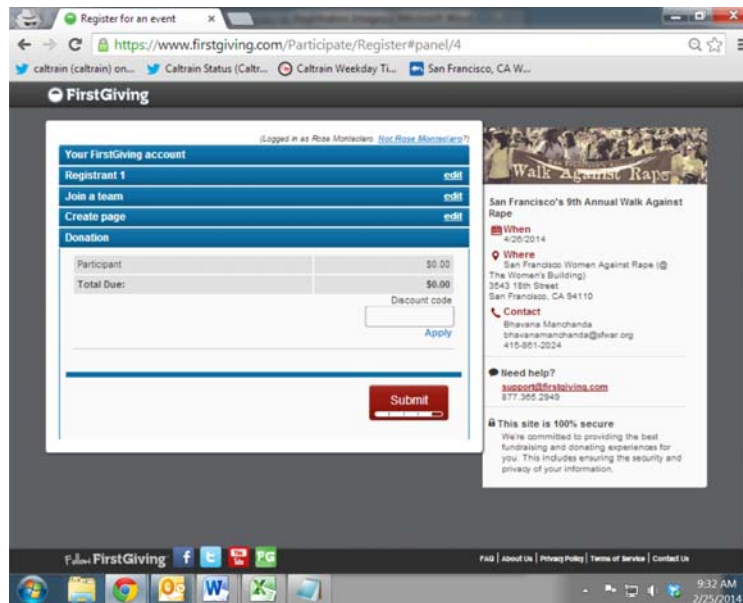 Register for an event
https://www.firstgiving.com/Participate/Register#panel/4
caltrain (caltrain) on... Caltrain Status (Caltr... Caltrain Weekday Ti... San Francisco, CA W...
FirstGiving
(Logged in as Rose Monteclaro. Not Rose Monteclaro?)
Your FirstGiving account
Registrant 1 edit
Join a team edit
Create page edit
Donation
Participant $0.00
Total Due: $0.00
Discount code
Apply
Submit
Walk Against Rape
San Francisco's 9th Annual Walk Against
Rape
When
4/26/2014
Where
San Francisco Women Against Rape (@
The Women's Building)
3543 18th Street
San Francisco, CA 94110
Contact
Bhavana Manchanda
bhavanamanchanda@sfwar.org
415-861-2024
Need help?
support@firstgiving.com
877.365.2949
This site is 100% secure
We're committed to providing the best
fundraising and donating experiences for
you. This includes ensuring the security and
privacy of your information.
Follow FirstGiving
FAQ | About Us | Privacy Policy | Terms of Service | Contact Us
9:32 AM
2/25/2014